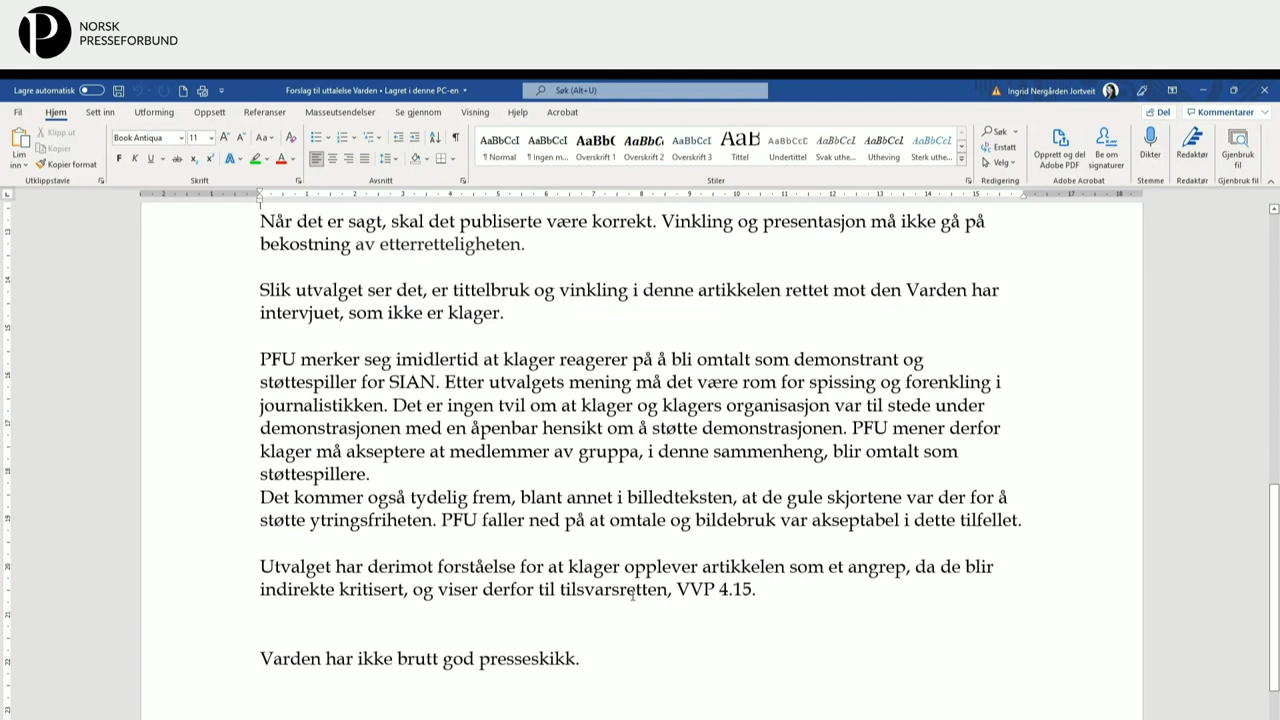 NORSK
PRESSEFORBUND
Lagre automatisk
Forslag til uttalelse Varden • Lagret i denne PC-en
Søk (Alt+U)
Ingrid Nergården Jortveit
Fil Hjem Sett inn Utforming Oppsett Referanser Masseutsendelser Se gjennom Visning Hjelp Acrobat
Del Kommentarer
Lim inn
Klipp ut
Kopier
Kopier format
Utklippstavle
Book Antiqua 11
F K U
Skrift
Avsnitt
AaBbCcI AaBbCcI AaBb( AaBbC. AaBbCcI AaB AaBbCcC AaBbCcI AaBbCcI AaBbCcI
¶ Normal ¶ Ingen m... Overskrift 1 Overskrift 2 Overskrift 3 Tittel Undertittel Svak uthe... Utheving Sterk uthe...
Stiler
Søk
Erstatt
Velg
Redigering
Opprett og del Adobe PDF
Be om signaturer
Adobe Acrobat
Dikter
Stemme
Redaktør
Redaktør
Gjenbruk fil
Gjenbruk fil
Når det er sagt, skal det publiserte være korrekt. Vinkling og presentasjon må ikke gå på
bekostning av etterretteligheten.
Slik utvalget ser det, er tittelbruk og vinkling i denne artikkelen rettet mot den Varden har
intervjuet, som ikke er klager.
PFU merker seg imidlertid at klager reagerer på å bli omtalt som demonstrant og
støttespiller for SIAN. Etter utvalgets mening må det være rom for spissing og forenkling i
journalistikken. Det er ingen tvil om at klager og klagers organisasjon var til stede under
demonstrasjonen med en åpenbar hensikt om å støtte demonstrasjonen. PFU mener derfor
klager må akseptere at medlemmer av gruppa, i denne sammenheng, blir omtalt som
støttespillere.
Det kommer også tydelig frem, blant annet i billedteksten, at de gule skjortene var der for å
støtte ytringsfriheten. PFU faller ned på at omtale og bildebruk var akseptabel i dette tilfellet.
Utvalget har derimot forståelse for at klager opplever artikkelen som et angrep, da de blir
indirekte kritisert, og viser derfor til tilsvarsretten, VVP 4.15.
Varden har ikke brutt god presseskikk.